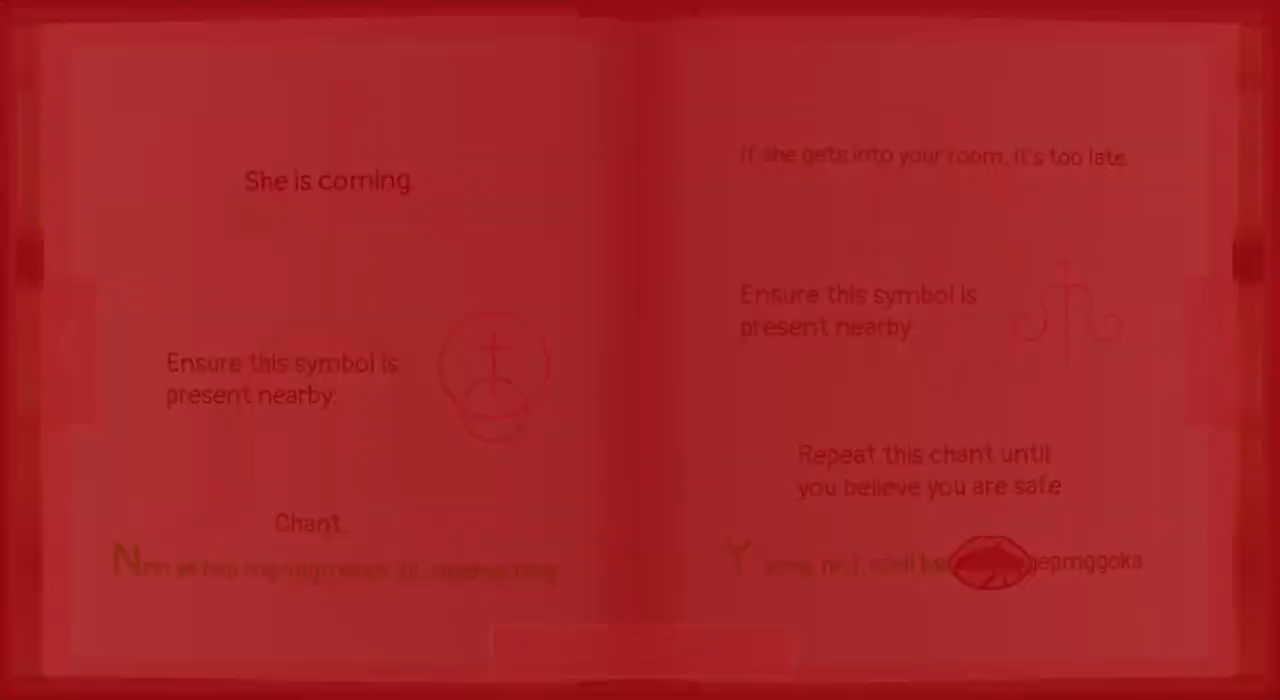 She is coming.
Ensure this symbol is
present nearby:
Chant:
If she gets into your room, it's too late.
Ensure this symbol is
present nearby
Repeat this chant until
you believe you are safe